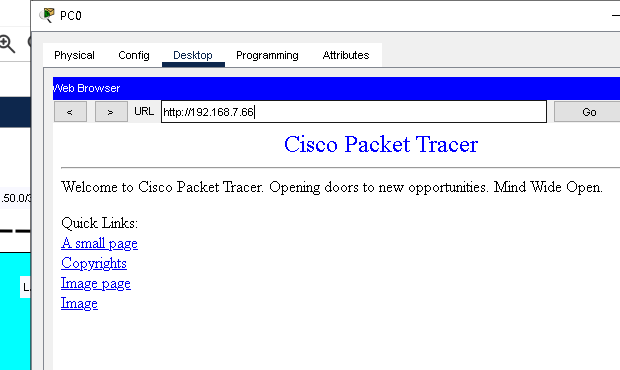 PC0
Physical Config Desktop Programming Attributes
Web Browser
< > URL http://192.168.7.66 Go
Cisco Packet Tracer
Welcome to Cisco Packet Tracer. Opening doors to new opportunities. Mind Wide Open.
Quick Links:
A small page
Copyrights
Image page
Image